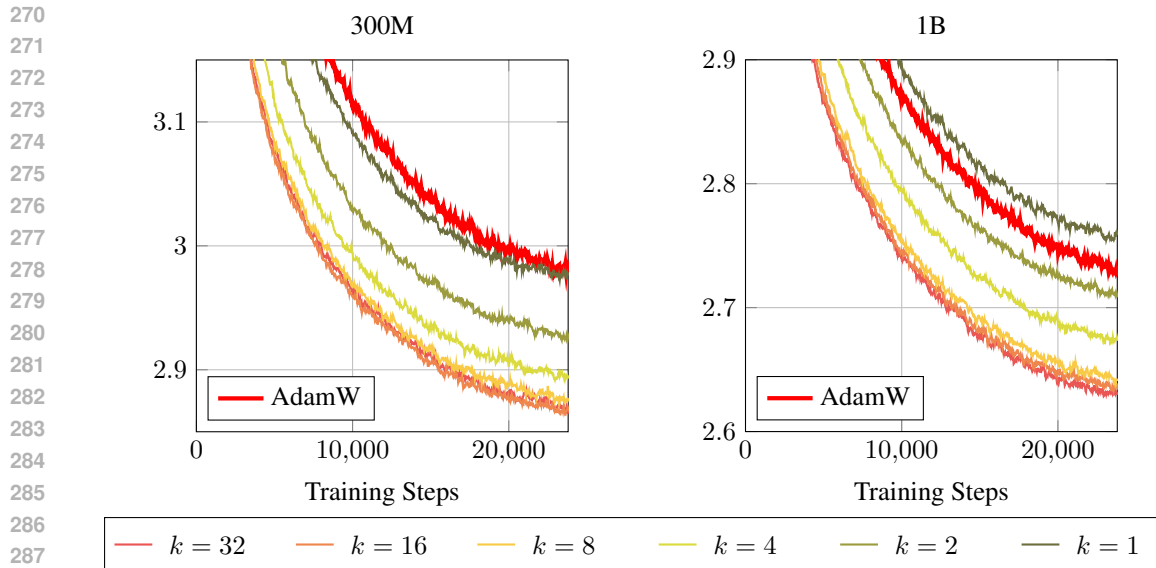 270
271
272
273
274
275
276
277
278
279
280
281
282
283
284
285
286
287
300M
3.1
3
2.9
AdamW
0 10,000 20,000
Training Steps
1B
2.9
2.8
2.7
2.6
AdamW
0 10,000 20,000
Training Steps
k = 32 k = 16 k = 8 k = 4 k = 2 k = 1